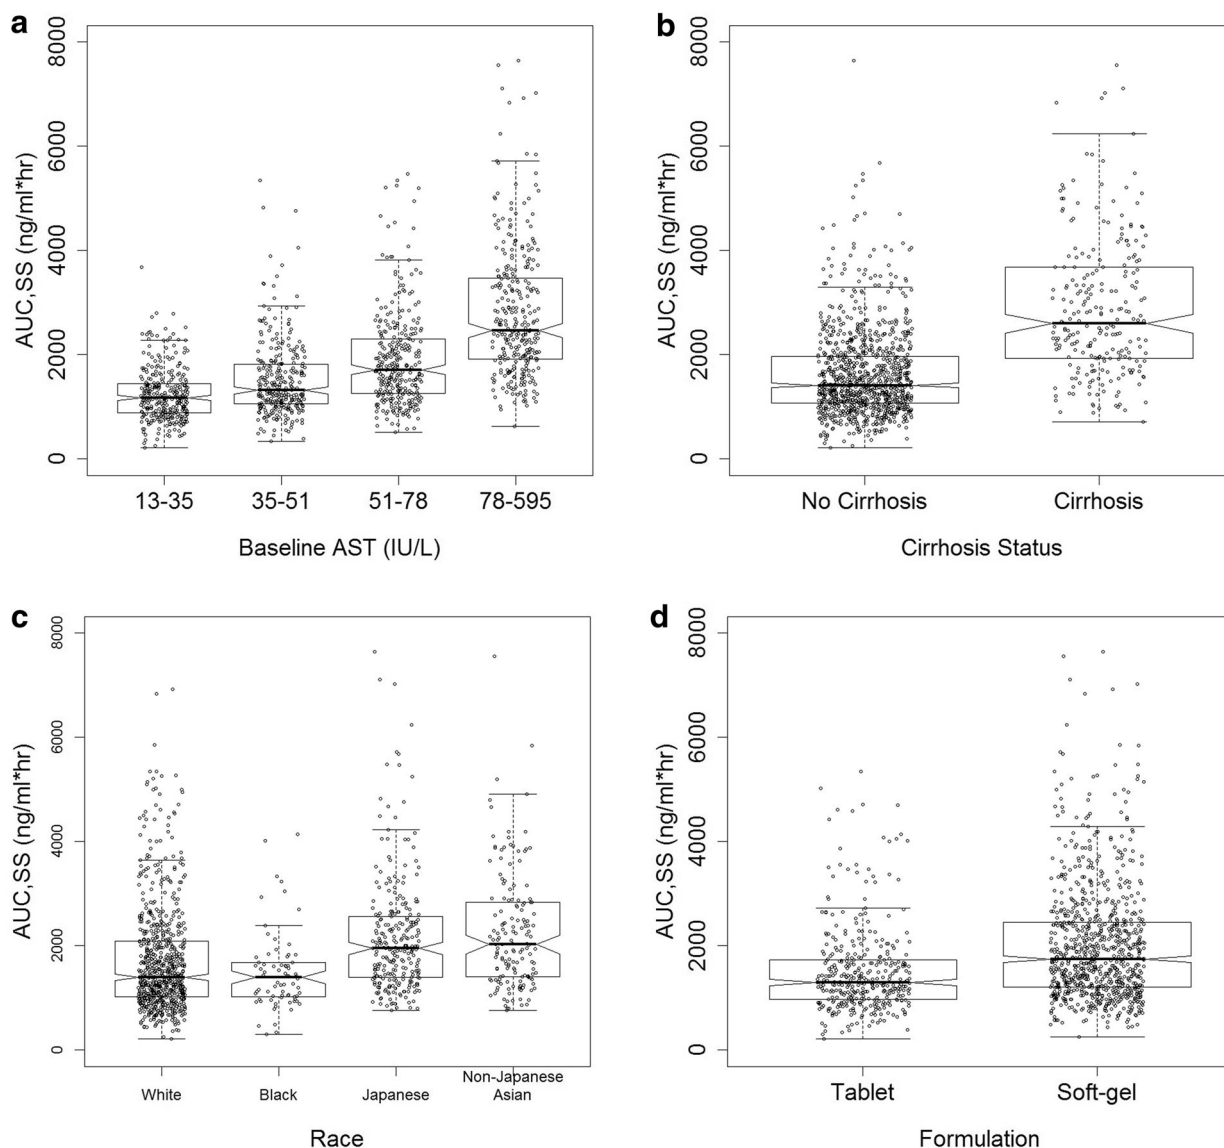 a
AUC,SS (ng/ml*hr)
8000
6000
4000
2000
0
13-35 35-51 51-78 78-595
Baseline AST (IU/L)
b
AUC,SS (ng/ml*hr)
8000
6000
4000
2000
0
No Cirrhosis Cirrhosis
Cirrhosis Status
c
AUC,SS (ng/ml*hr)
8000
6000
4000
2000
0
White Black Japanese Non-Japanese
Asian
Race
d
AUC,SS (ng/ml*hr)
8000
6000
4000
2000
0
Tablet Soft-gel
Formulation